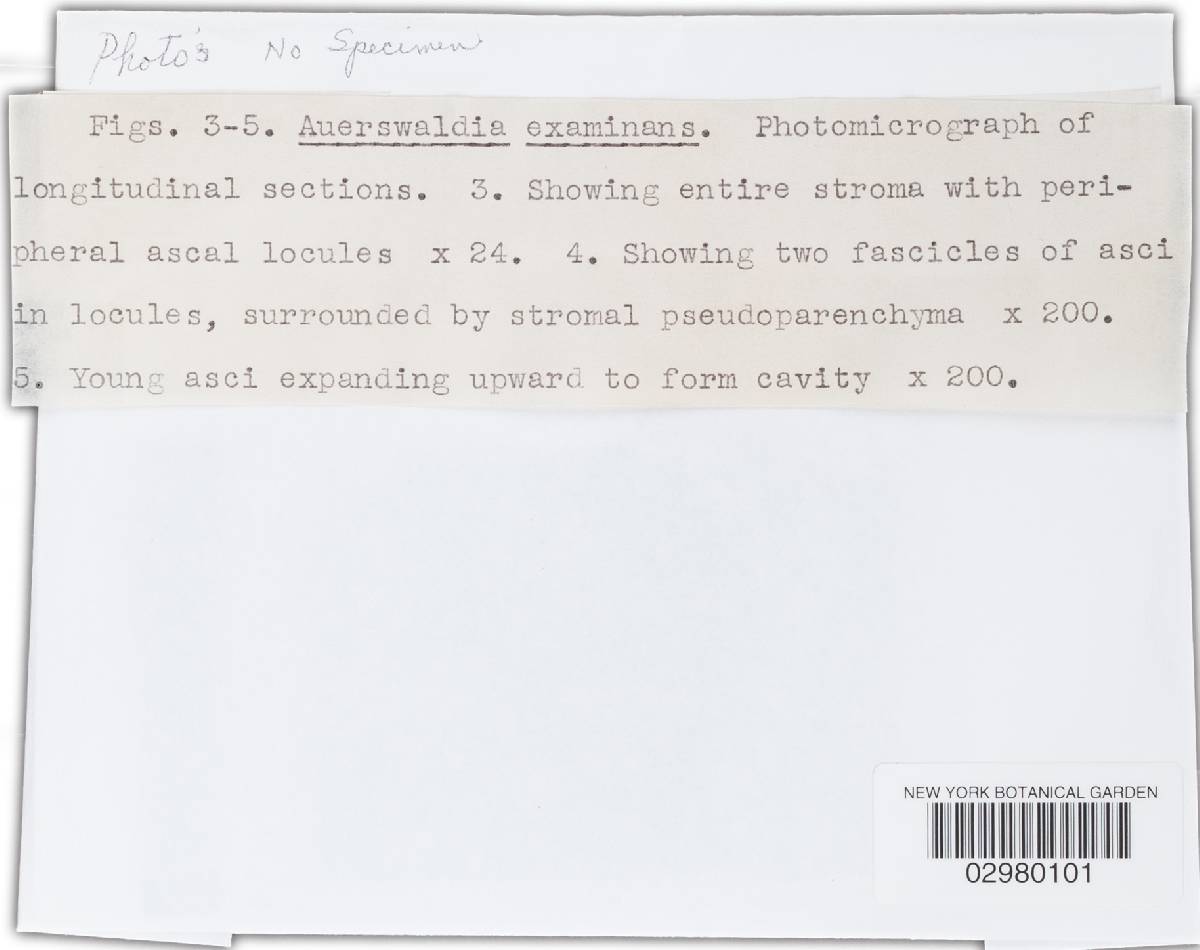 Photo's No Specimen
Figs. 3-5. Auerswaldia examinans. Photomicrograph of
longitudinal sections. 3. Showing entire stroma with peri-
pheral ascal locules x 24. 4. Showing two fascicles of asci
in locules, surrounded by stromal pseudoparenchyma x 200.
5. Young asci expanding upward to form cavity x 200.
NEW YORK BOTANICAL GARDEN
02980101